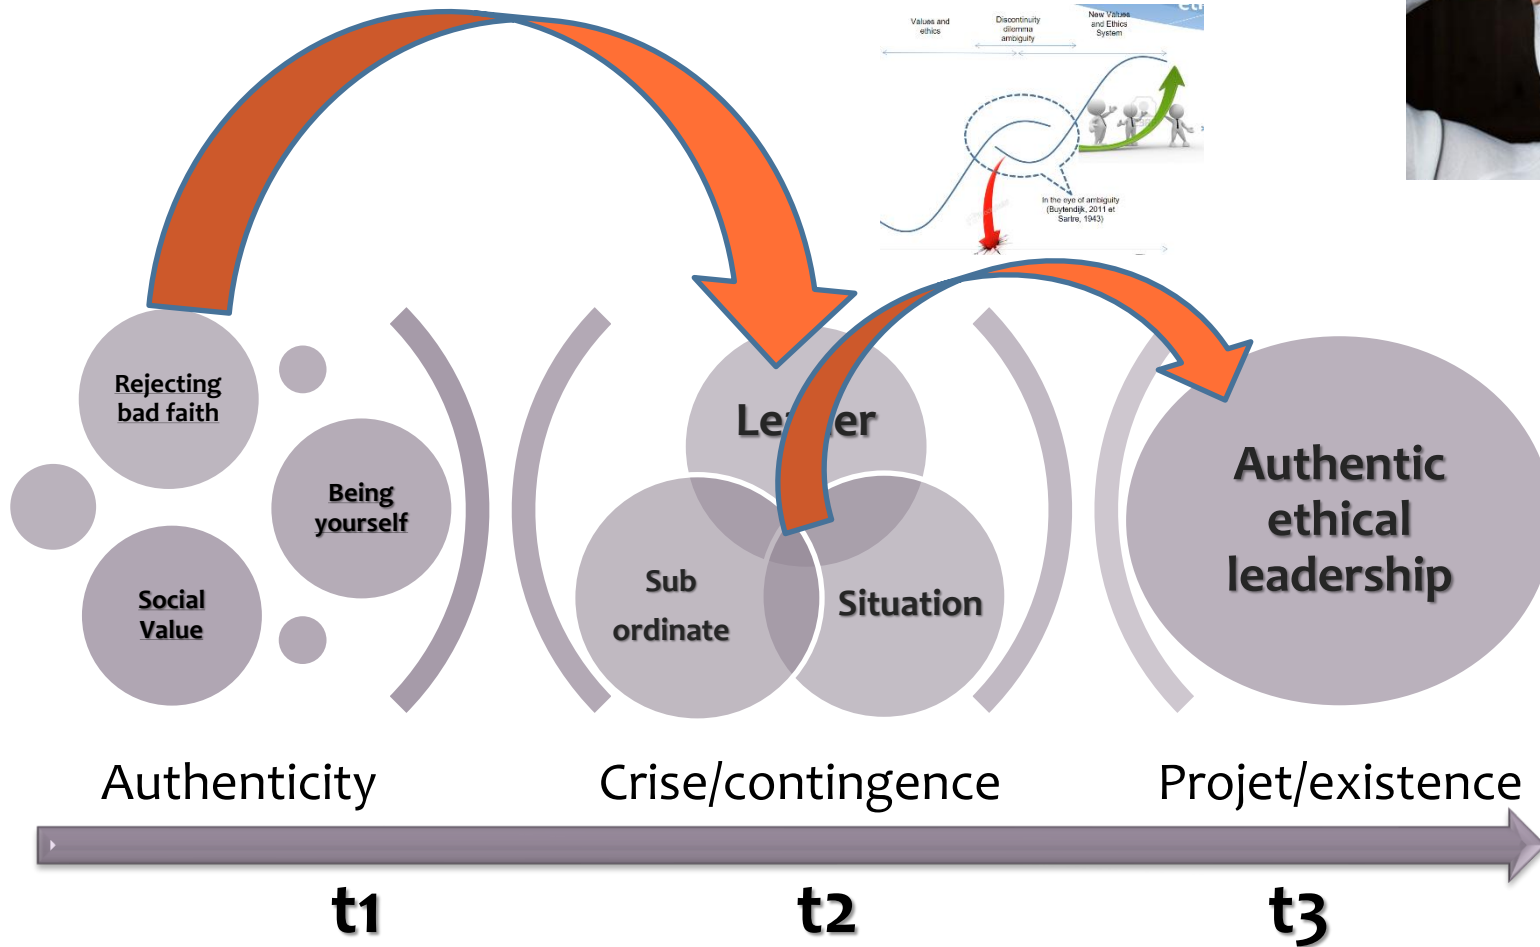 Values and
ethics
Discontinuity
dilemma
ambiguity
New Values
and Ethics
System
In the eye of ambiguity
(Buytendijk, 2011 et
Sartre, 1943)
Rejecting
bad faith
Being
yourself
Social
Value
Sub
ordinate
Situation
Authentic
ethical
leadership
Authenticity
Crise/contingence
Projet/existence
t1
t2
t3